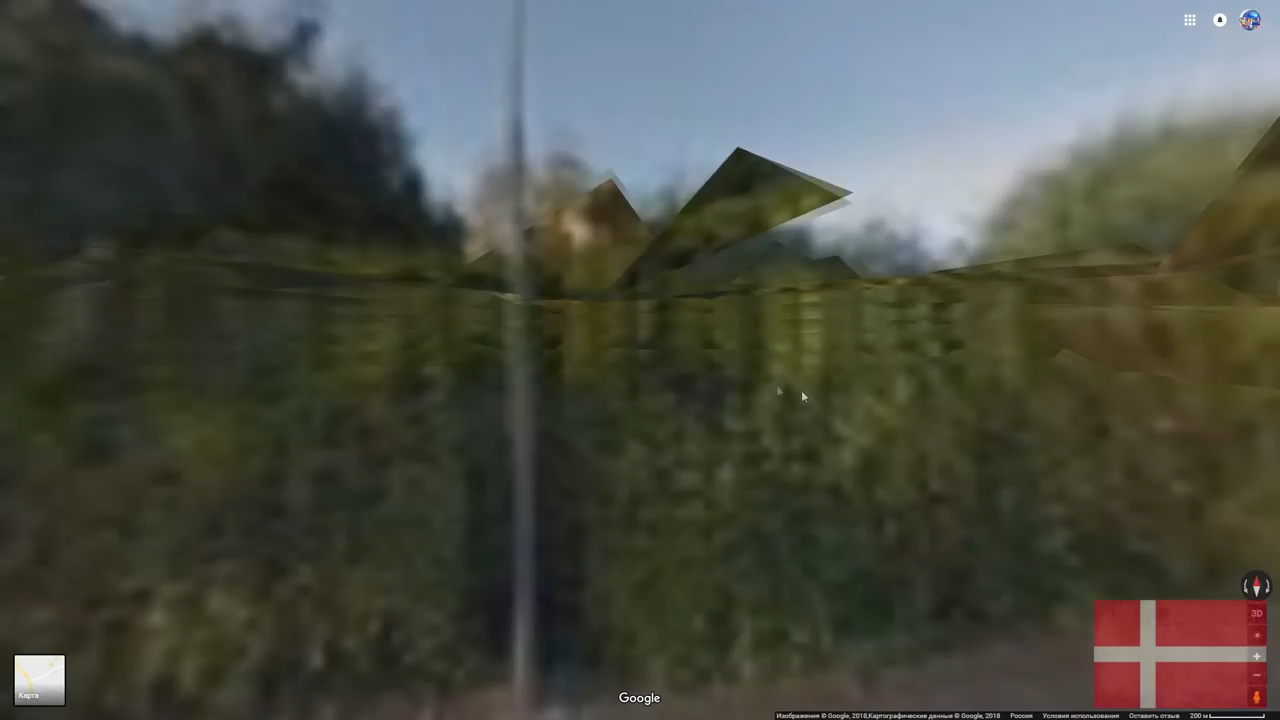 3D
Карта
Google
Изображения © Google, 2018,Картографические данные © Google, 2018 Россия Условия использования Оставить отзыв 200 м